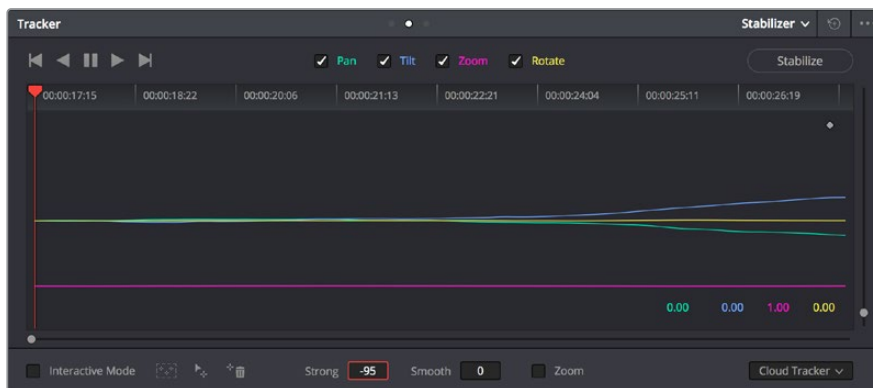 Tracker Stabilizer
Pan Tilt Zoom Rotate Stabilize
00:00:17:15 00:00:18:22 00:00:20:06 00:00:21:13 00:00:22:21 00:00:24:04 00:00:25:11 00:00:26:19
0.00 0.00 1.00 0.00
Interactive Mode Strong -95 Smooth 0 Zoom Cloud Tracker